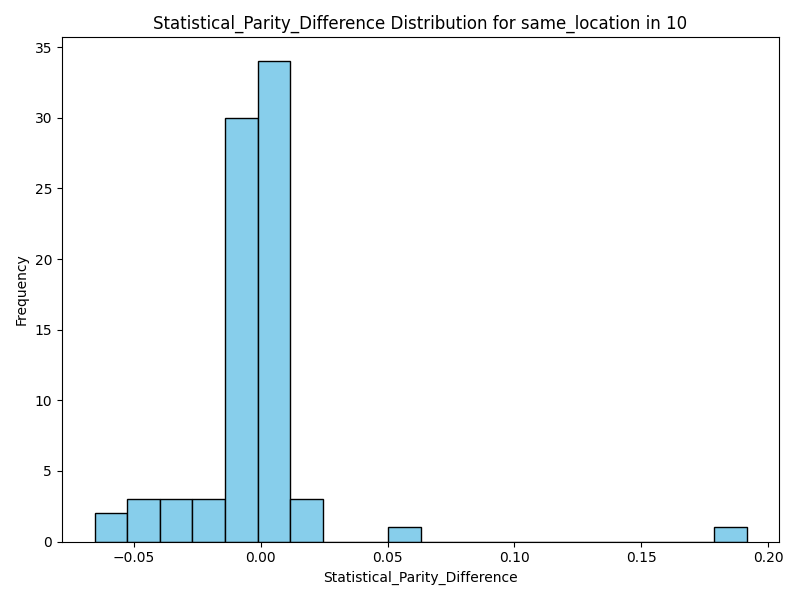 Statistical_Parity_Difference Distribution for same_location in 10
Frequency
35
30
25
20
15
10
5
0
−0.05 0.00 0.05 0.10 0.15 0.20
Statistical_Parity_Difference